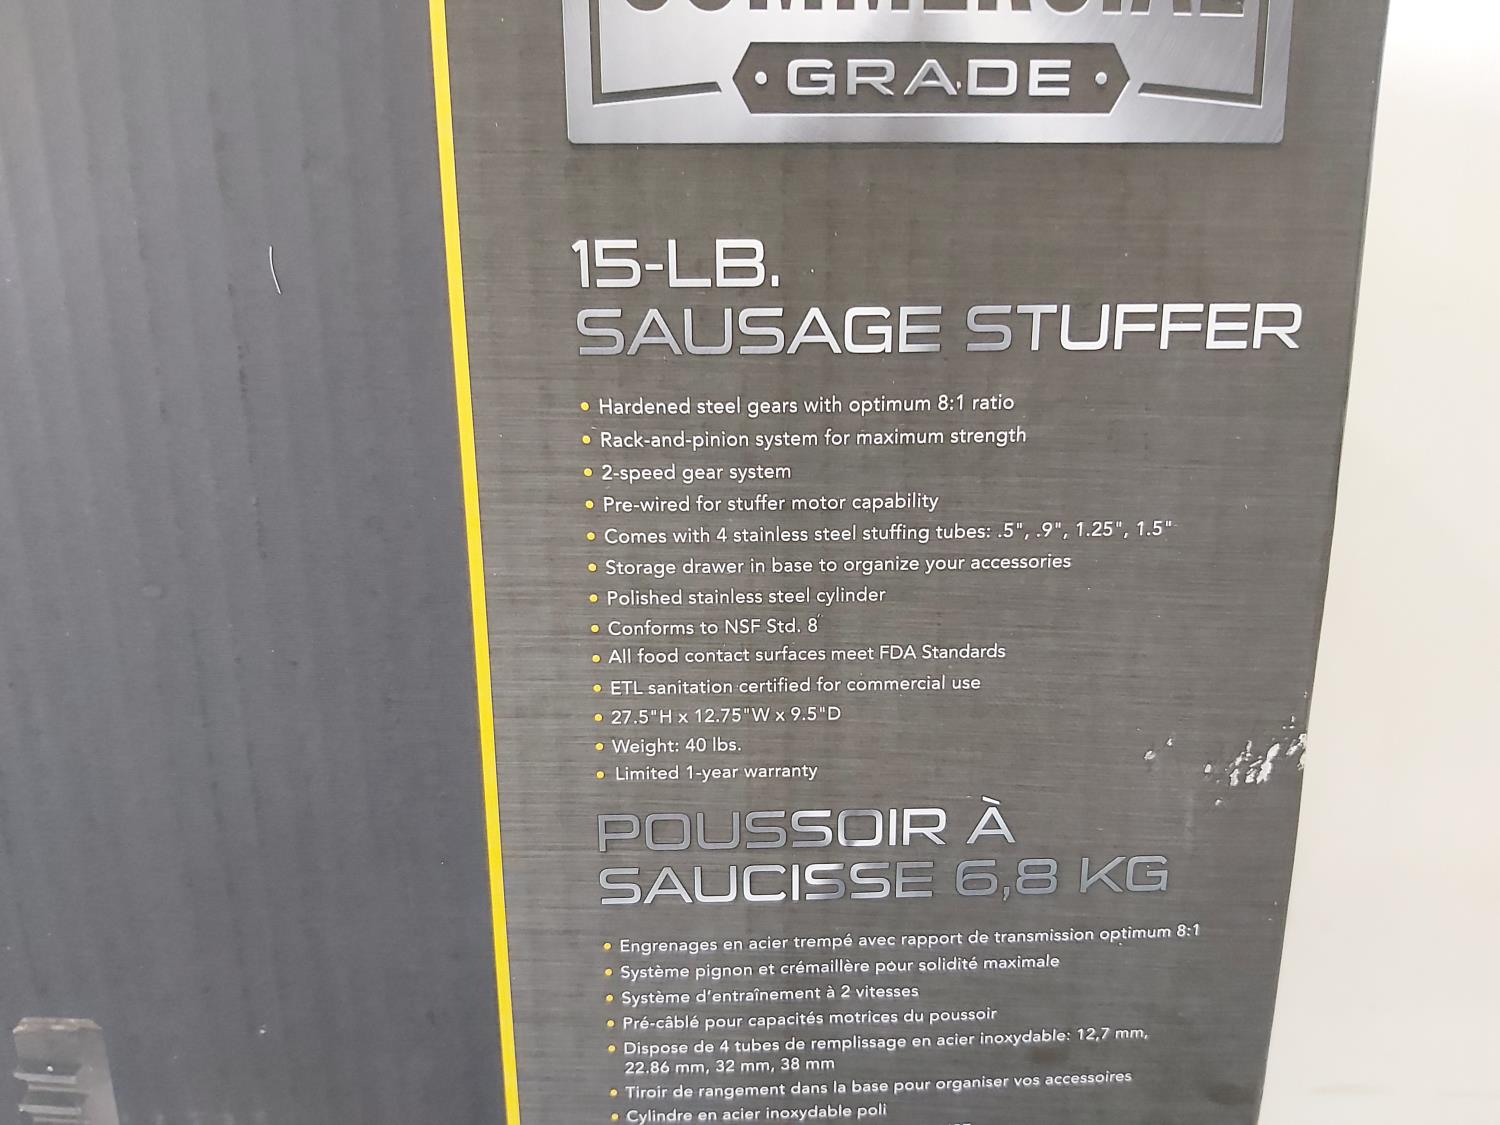 COMMERCIAL
GRADE
15-LB.
SAUSAGE STUFFER
• Hardened steel gears with optimum 8:1 ratio
• Rack-and-pinion system for maximum strength
• 2-speed gear system
• Pre-wired for stuffer motor capability
• Comes with 4 stainless steel stuffing tubes: .5", .9", 1.25", 1.5"
• Storage drawer in base to organize your accessories
• Polished stainless steel cylinder
• Conforms to NSF Std. 8
• All food contact surfaces meet FDA Standards
• ETL sanitation certified for commercial use
• 27.5"H x 12.75"W x 9.5"D
• Weight: 40 lbs.
• Limited 1-year warranty
POUSSOIR À
SAUCISSE 6,8 KG
• Engrenages en acier trempé avec rapport de transmission optimum 8:1
• Système pignon et crémaillère pour solidité maximale
• Système d'entraînement à 2 vitesses
• Pré-câblé pour capacités motrices du poussoir
• Dispose de 4 tubes de remplissage en acier inoxydable: 12,7 mm,
22.86 mm, 32 mm, 38 mm
• Tiroir de rangement dans la base pour organiser vos accessoires
• Cylindre en acier inoxydable poli